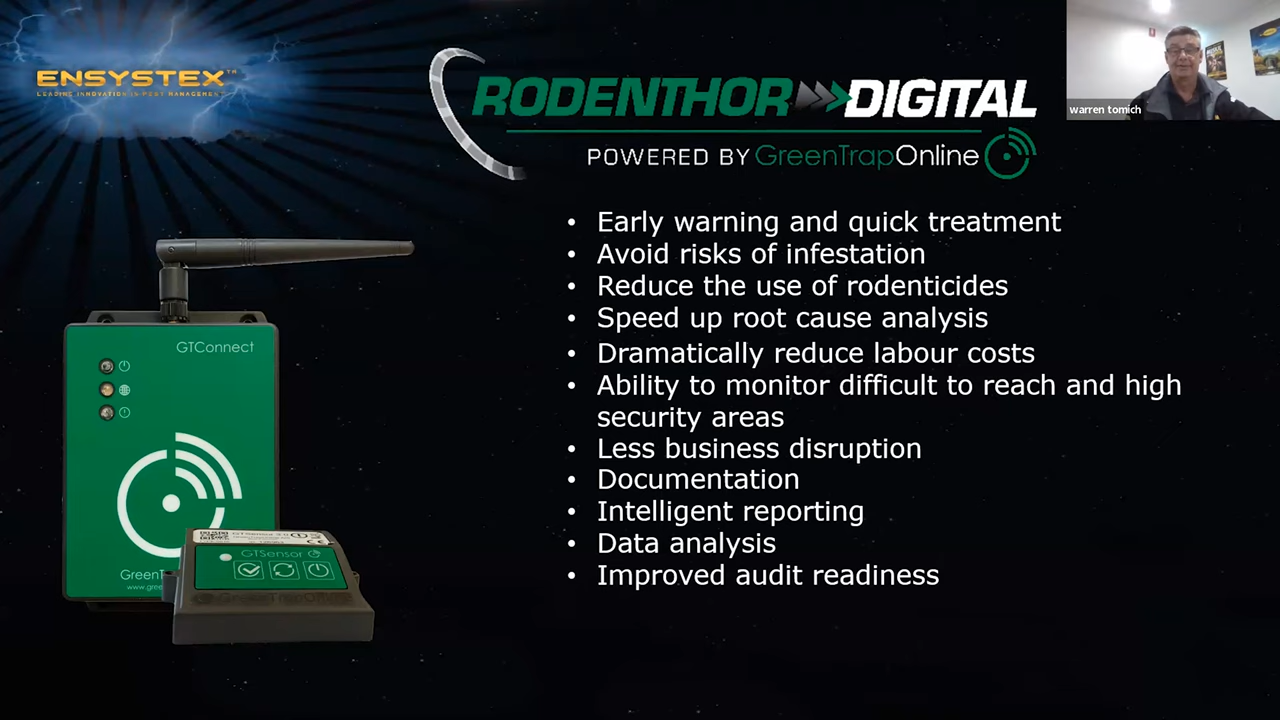 ENSYSTEX™
LEADING INNOVATION IN PEST MANAGEMENT
RODENTHOR DIGITAL
POWERED BY GreenTrapOnline
warren tomich
• Early warning and quick treatment
• Avoid risks of infestation
• Reduce the use of rodenticides
• Speed up root cause analysis
• Dramatically reduce labour costs
• Ability to monitor difficult to reach and high
security areas
• Less business disruption
• Documentation
• Intelligent reporting
• Data analysis
• Improved audit readiness
GTConnect
GTSensor
GreenTrapOnline